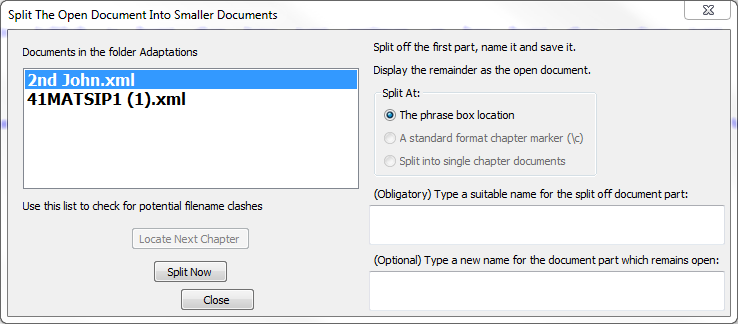 Split The Open Document Into Smaller Documents
Documents in the folder Adaptations
2nd John.xml
41MATSIP1 (1).xml
Use this list to check for potential filename clashes
Locate Next Chapter
Split Now
Close
Split off the first part, name it and save it.
Display the remainder as the open document.
Split At:
The phrase box location
A standard format chapter marker (\c)
Split into single chapter documents
(Obligatory) Type a suitable name for the split off document part:
(Optional) Type a new name for the document part which remains open: